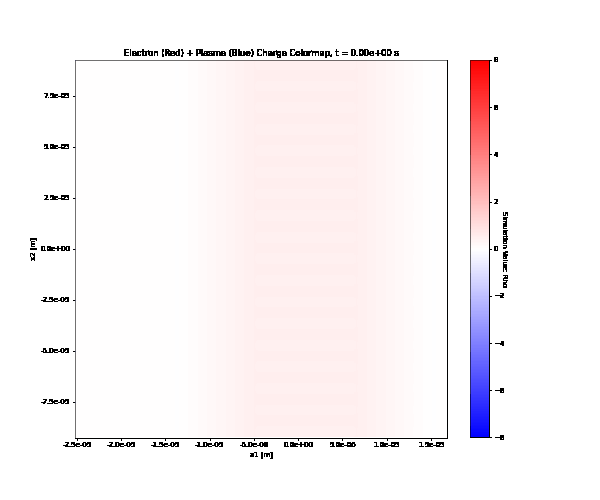 Electron (Red) + Plasma (Blue) Charge Colormap, t = 0.00e+00 s
7.5e-05
5.0e-05
2.5e-05
0.0e+00
-2.5e-05
-5.0e-05
-7.5e-05
x2 [m]
-2.5e-05 -2.0e-05 -1.5e-05 -1.0e-05 -5.0e-06 0.0e+00 5.0e-06 1.0e-05 1.5e-05
x1 [m]
8
6
4
2
0
−2
−4
−6
−8
Simulation Value: Rho